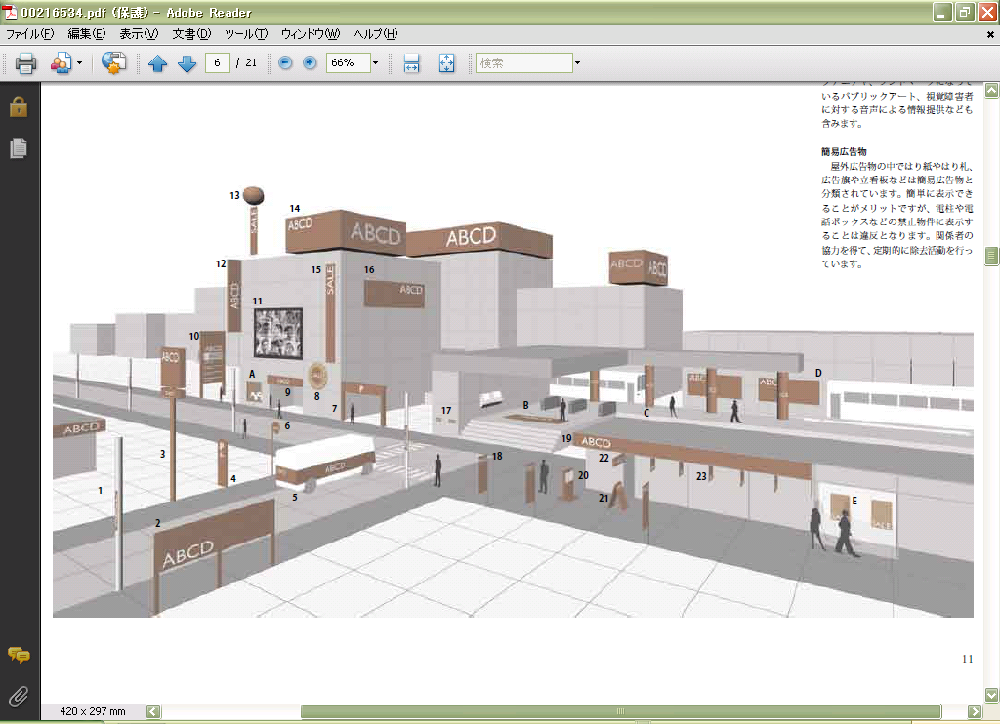 00216534.pdf (保護) - Adobe Reader
ファイル(F) 編集(E) 表示(V) 文書(D) ツール(T) ウィンドウ(W) ヘルプ(H)
6 / 21 66% 検索
いるパブリックアート、視覚障害者
に対する音声による情報提供なども
含みます。
簡易広告物
屋外広告物の中ではり紙やはり札、
広告旗や立看板などは簡易広告物と
分類されています。簡単に表示でき
ることがメリットですが、電柱や電
話ボックスなどの禁止物件に表示す
ることは違反となります。関係者の
協力を得て、定期的に除去活動を行っ
ています。
13
SALE
14
ABCD
ABCD
ABCD
12
ABCD
15
SALE
16
ABCD
ABCD
ABCD
11
10
ABCD
ABCD
A
9
8
7
P
17
B
C
D
ABCD
3
6
4
5
ABCD
18
19
ABCD
20
21
22
23
E
SALE
1
2
ABCD
11
420 x 297 mm